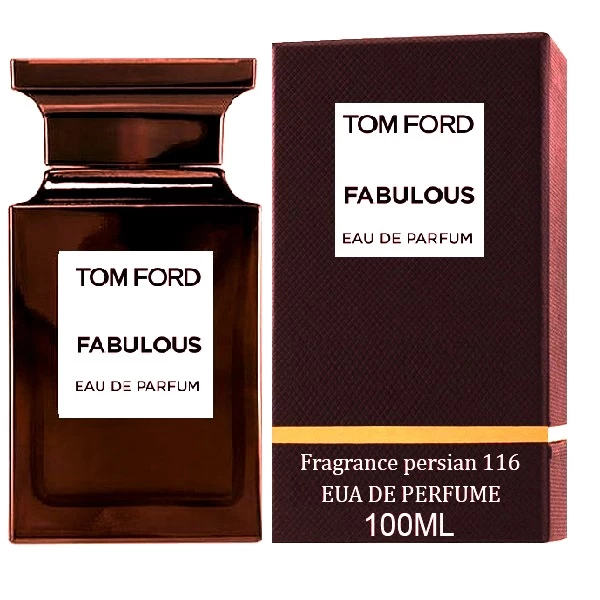 TOM FORD
FABULOUS
EAU DE PARFUM
TOM FORD
FABULOUS
EAU DE PARFUM
Fragrance persian 116
EUA DE PERFUME
100ML